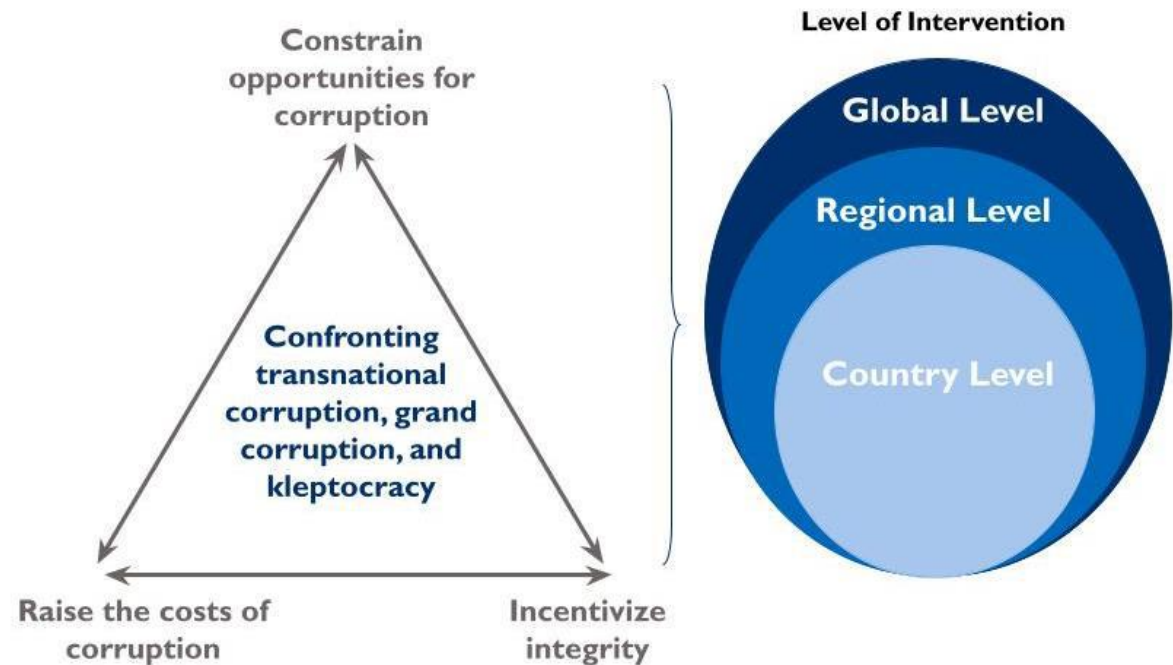 Constrain
opportunities for
corruption
Confronting
transnational
corruption, grand
corruption, and
kleptocracy
Raise the costs of
corruption
Incentivize
integrity
Level of Intervention
Global Level
Regional Level
Country Level